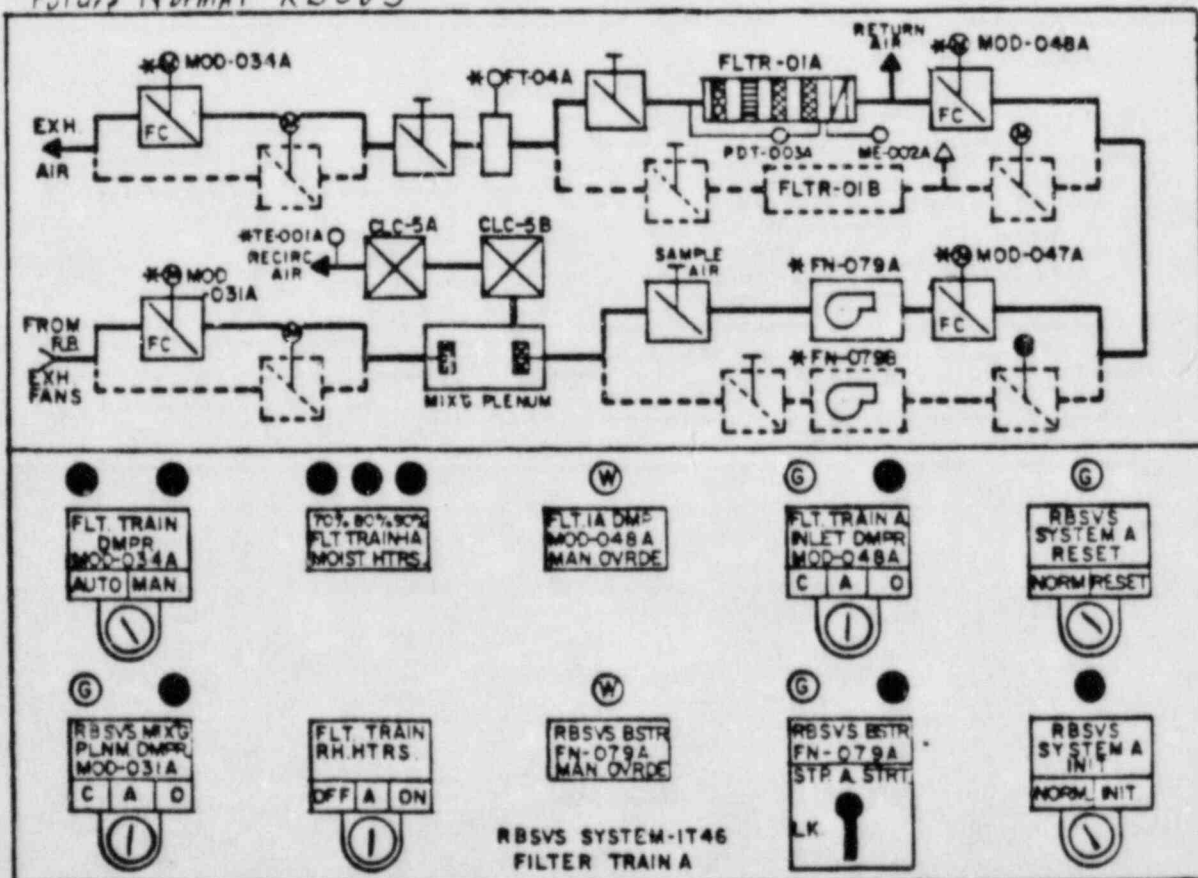 Normal RBSVS
*Ⓜ MOD-034A
FC
EXH.
AIR
*FT-04A
FLTR-01A
RETURN
AIR
*Ⓜ MOD-048A
FC
PDT-003A
ME-002A
FLTR-01B
*TE-001A
RECIRC
AIR
CLC-5A
CLC-5B
*Ⓜ MOD
-031A
FC
FROM
R.B.
EXH.
FANS
MIX'G PLENUM
SAMPLE
AIR
*FN-079A
*Ⓜ MOD-047A
FC
*FN-079B
FLT. TRAIN
DMPR
MOD-034A
AUTO MAN.
70% 80% 90%
FLT TRAIN-1A
MOIST HTRS.
W
FLT. 1A DMP
MOD-048A
MAN OVRDE
G
FLT. TRAIN A
INLET DMPR
MOD-048A
C A O
G
RBSVS
SYSTEM A
RESET
NORM RESET
G
RBSVS MIX'G
PLNM DMPR
MOD-031A
C A O
FLT. TRAIN
RH. HTRS.
OFF A ON
W
RBSVS BSTR
FN-079A
MAN OVRDE
G
RBSVS BSTR
FN-079A
STP. A. STRT.
LK.
RBSVS
SYSTEM A
INIT
NORM. INIT
RBSVS SYSTEM-1T46
FILTER TRAIN A